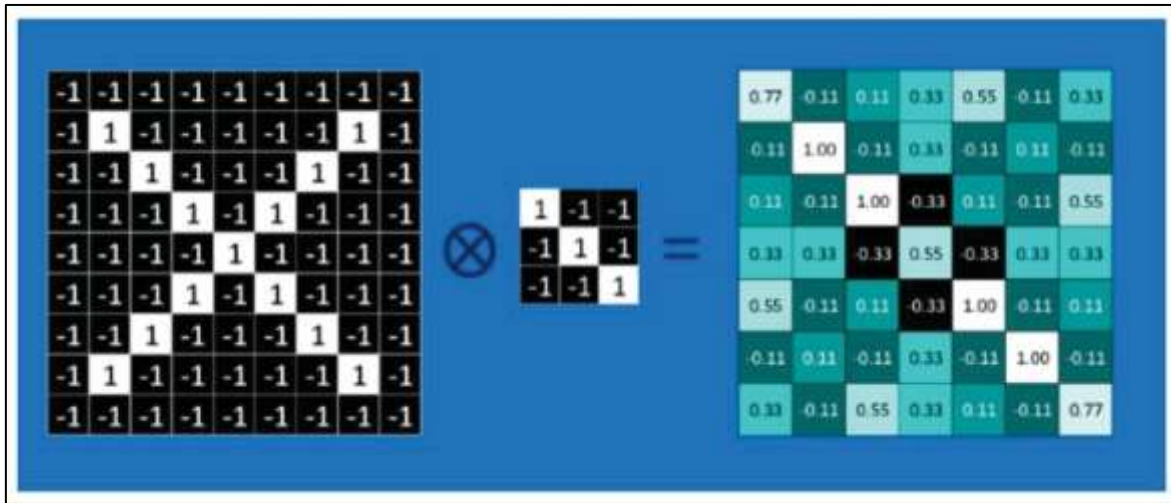 -1 -1 -1 -1 -1 -1 -1 -1 -1
-1 1 -1 -1 -1 -1 -1 1 -1
-1 -1 1 -1 -1 -1 1 -1 -1
-1 -1 -1 1 -1 1 -1 -1 -1
-1 -1 -1 -1 1 -1 -1 -1 -1
-1 -1 -1 1 -1 1 -1 -1 -1
-1 -1 1 -1 -1 -1 1 -1 -1
-1 1 -1 -1 -1 -1 -1 1 -1
-1 -1 -1 -1 -1 -1 -1 -1 -1
⊗
1 -1 -1
-1 1 -1
-1 -1 1
=
0.77 -0.11 0.11 0.33 0.55 -0.11 0.33
-0.11 1.00 -0.11 0.33 -0.11 0.11 -0.11
0.11 -0.11 1.00 -0.33 0.11 -0.11 0.55
0.33 0.33 -0.33 0.55 -0.33 0.33 0.33
0.55 -0.11 0.11 -0.33 1.00 -0.11 0.11
-0.11 0.11 -0.11 0.33 -0.11 1.00 -0.11
0.33 -0.11 0.55 0.33 0.11 -0.11 0.77